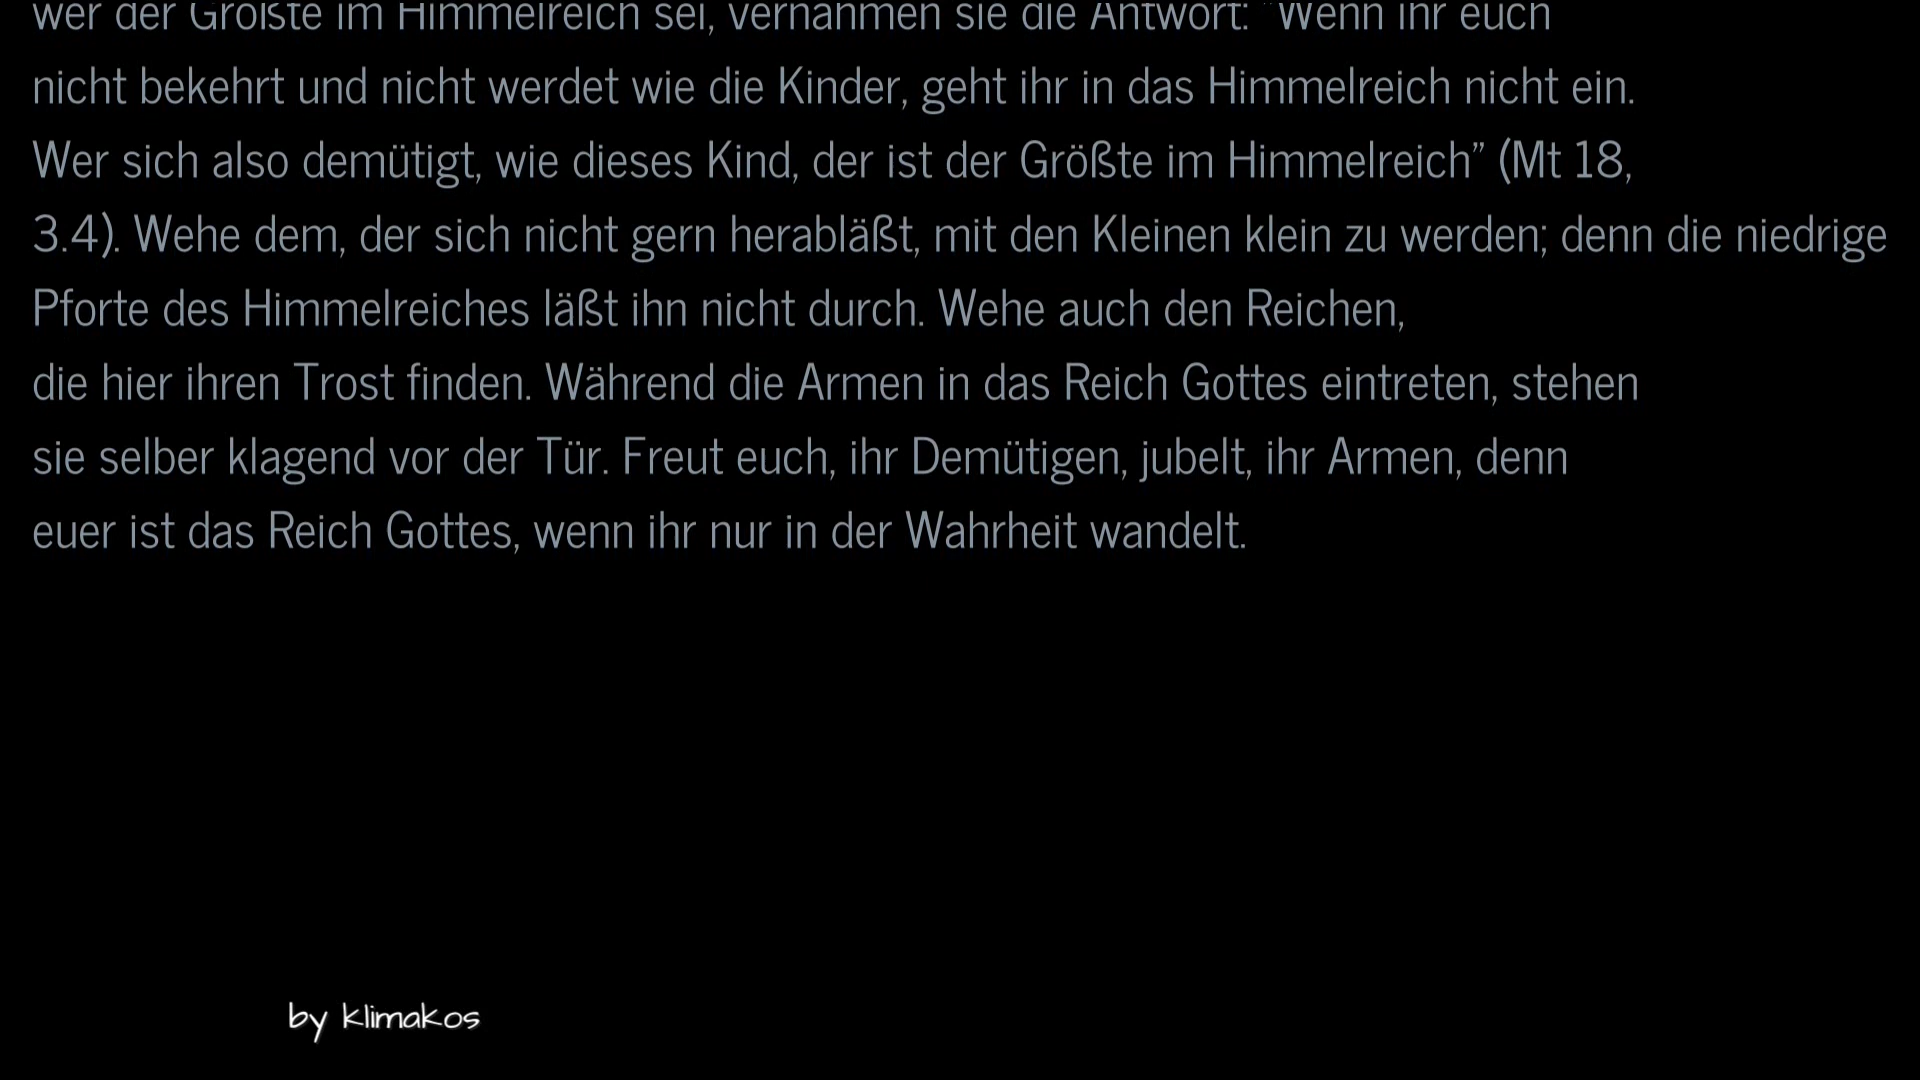 wer der Größte im Himmelreich sei, vernahmen sie die Antwort: "Wenn ihr euch
nicht bekehrt und nicht werdet wie die Kinder, geht ihr in das Himmelreich nicht ein.
Wer sich also demütigt, wie dieses Kind, der ist der Größte im Himmelreich” (Mt 18,
3.4). Wehe dem, der sich nicht gern herabläßt, mit den Kleinen klein zu werden; denn die niedrige
Pforte des Himmelreiches läßt ihn nicht durch. Wehe auch den Reichen,
die hier ihren Trost finden. Während die Armen in das Reich Gottes eintreten, stehen
sie selber klagend vor der Tür. Freut euch, ihr Demütigen, jubelt, ihr Armen, denn
euer ist das Reich Gottes, wenn ihr nur in der Wahrheit wandelt.
by klimakos